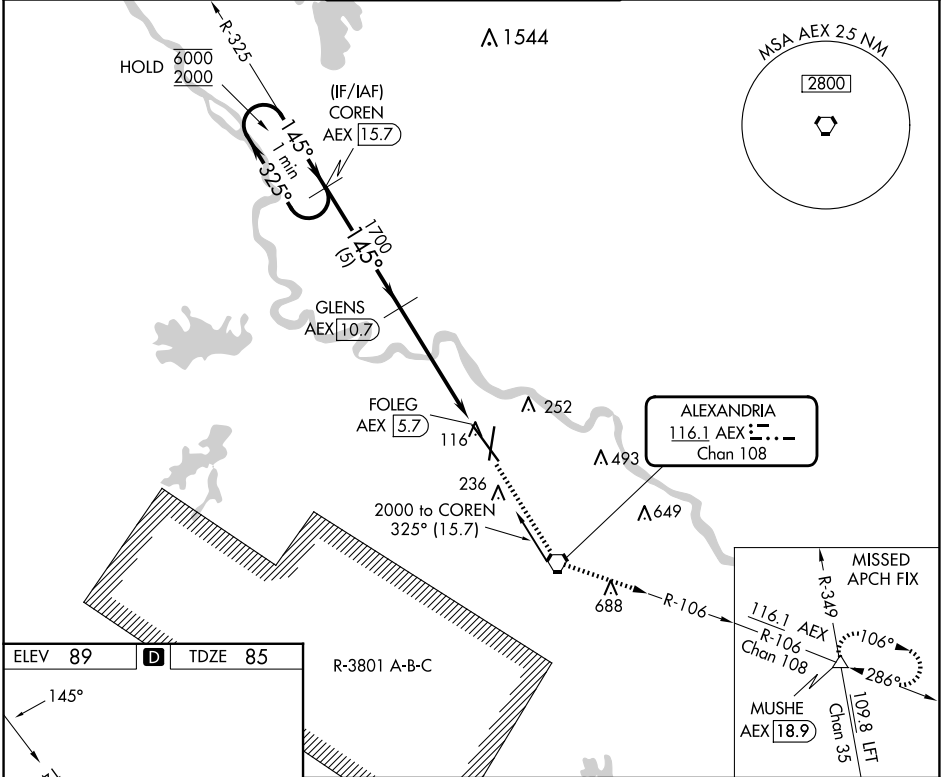 R-325
1544
HOLD 6000
2000
MSA AEX 25 NM
2800
(IF/IAF)
COREN
AEX 15.7
145°
1 min
325°
1700
145°
(5)
GLENS
AEX 10.7
FOLEG
AEX 5.7
116
252
493
236
649
ALEXANDRIA
116.1 AEX
Chan 108
2000 to COREN
325° (15.7)
688
R-106
R-3801 A-B-C
MISSED
APCH FIX
R-349
116.1 AEX
R-106
Chan 108
106°
286°
MUSHE
AEX 18.9
109.8 LFT
Chan 35
ELEV 89 D TDZE 85
145°